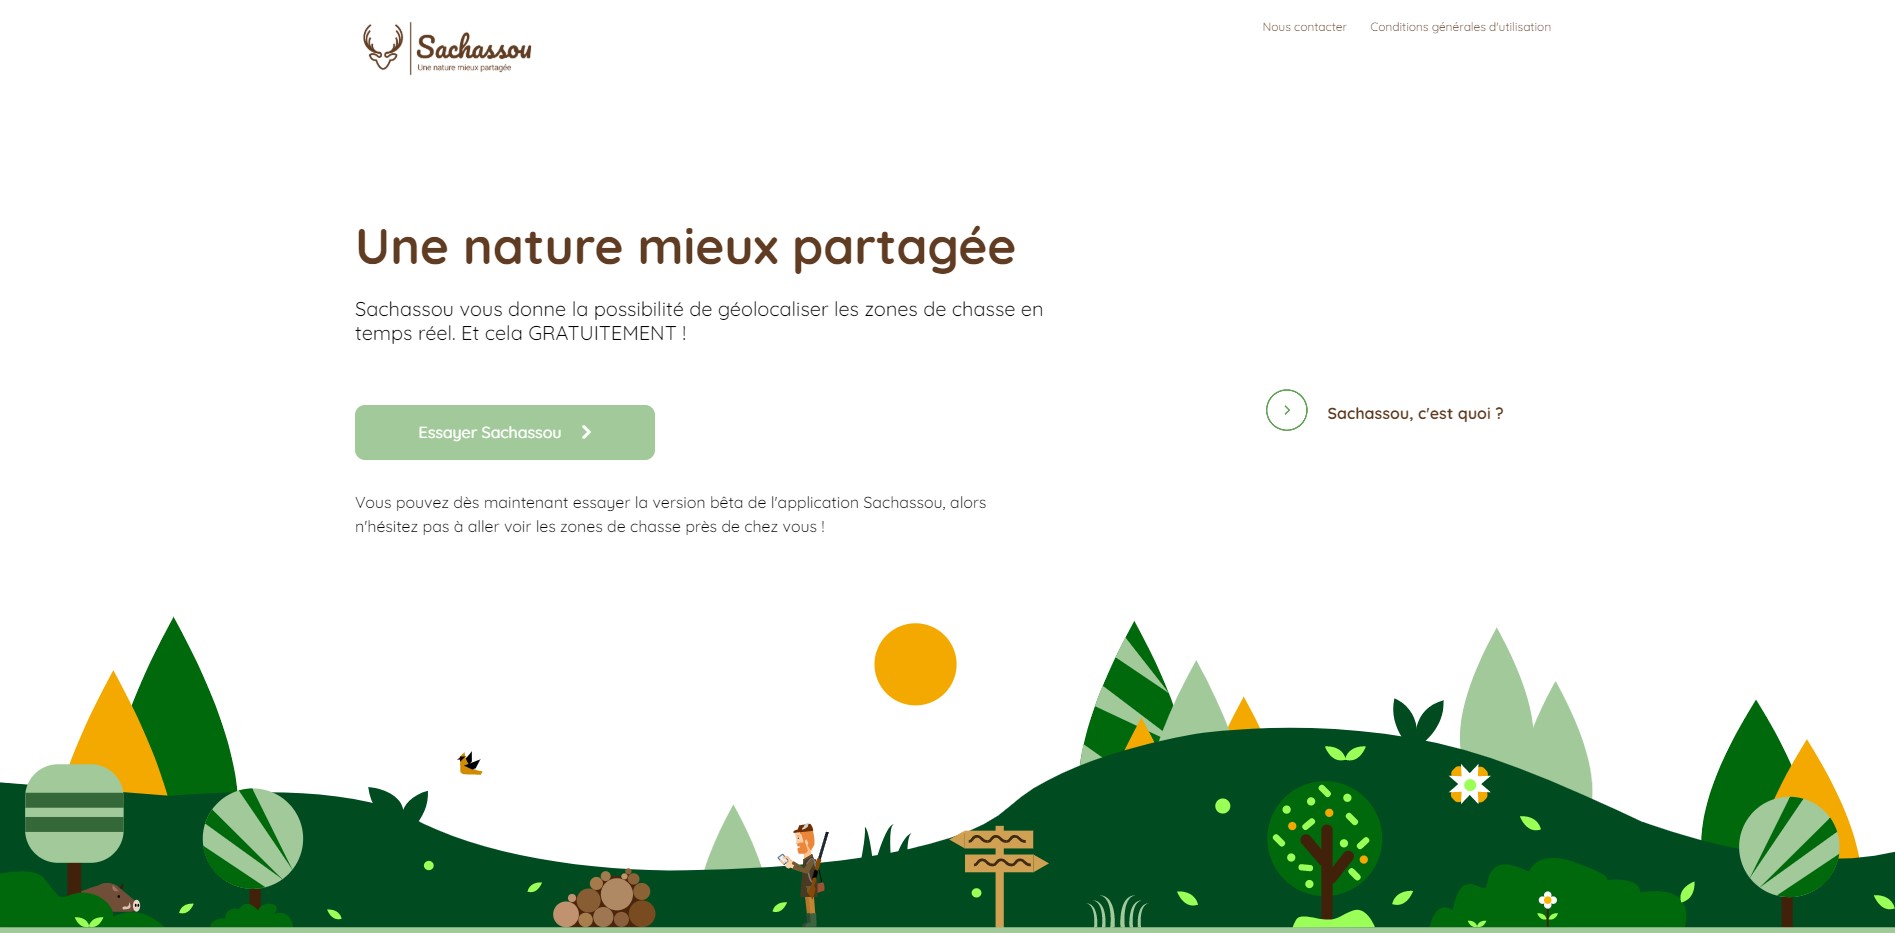 Sachassou
Une nature mieux partagée
Nous contacter
Conditions générales d'utilisation
Une nature mieux partagée
Sachassou vous donne la possibilité de géolocaliser les zones de chasse en
temps réel. Et cela GRATUITEMENT !
Essayer Sachassou
Sachassou, c'est quoi ?
Vous pouvez dès maintenant essayer la version bêta de l'application Sachassou, alors
n'hésitez pas à aller voir les zones de chasse près de chez vous !